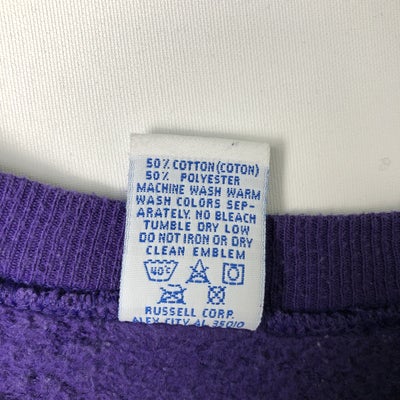 50% COTTON (COTON)
50% POLYESTER
MACHINE WASH WARM
WASH COLORS SEP-
ARATELY. NO BLEACH
TUMBLE DRY LOW
DO NOT IRON OR DRY
CLEAN EMBLEM
40°
RUSSELL CORP.
ALEX CITY AL 35010